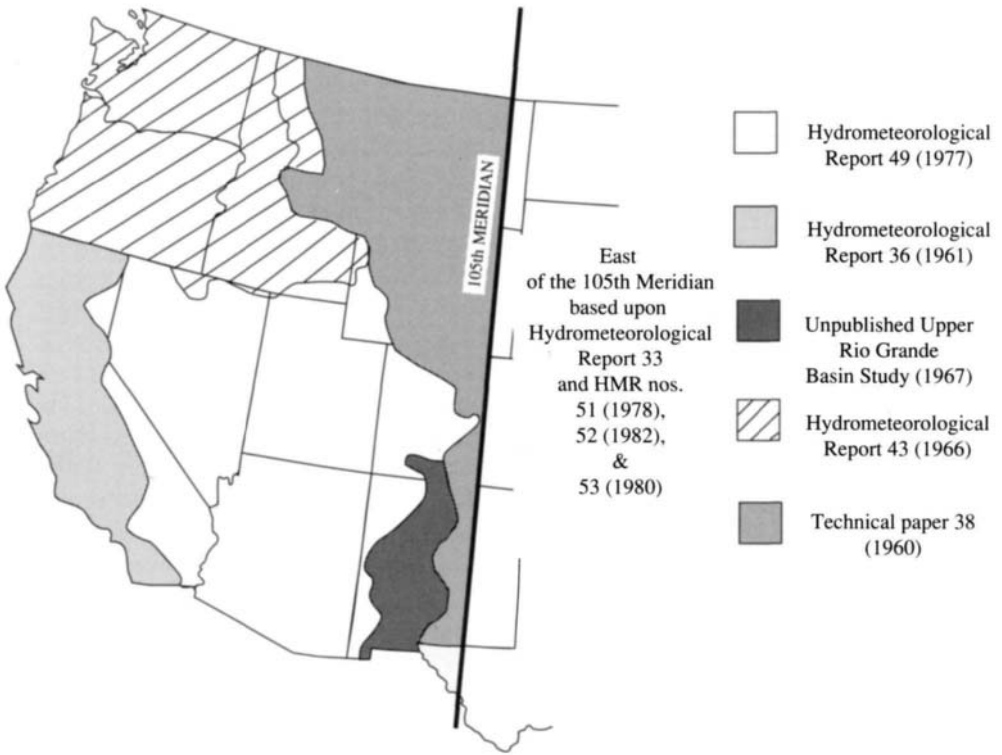 105th MERIDIAN
East
of the 105th Meridian
based upon
Hydrometeorological
Report 33
and HMR nos.
51 (1978),
52 (1982),
&
53 (1980)
Hydrometeorological
Report 49 (1977)
Hydrometeorological
Report 36 (1961)
Unpublished Upper
Rio Grande
Basin Study (1967)
Hydrometeorological
Report 43 (1966)
Technical paper 38
(1960)